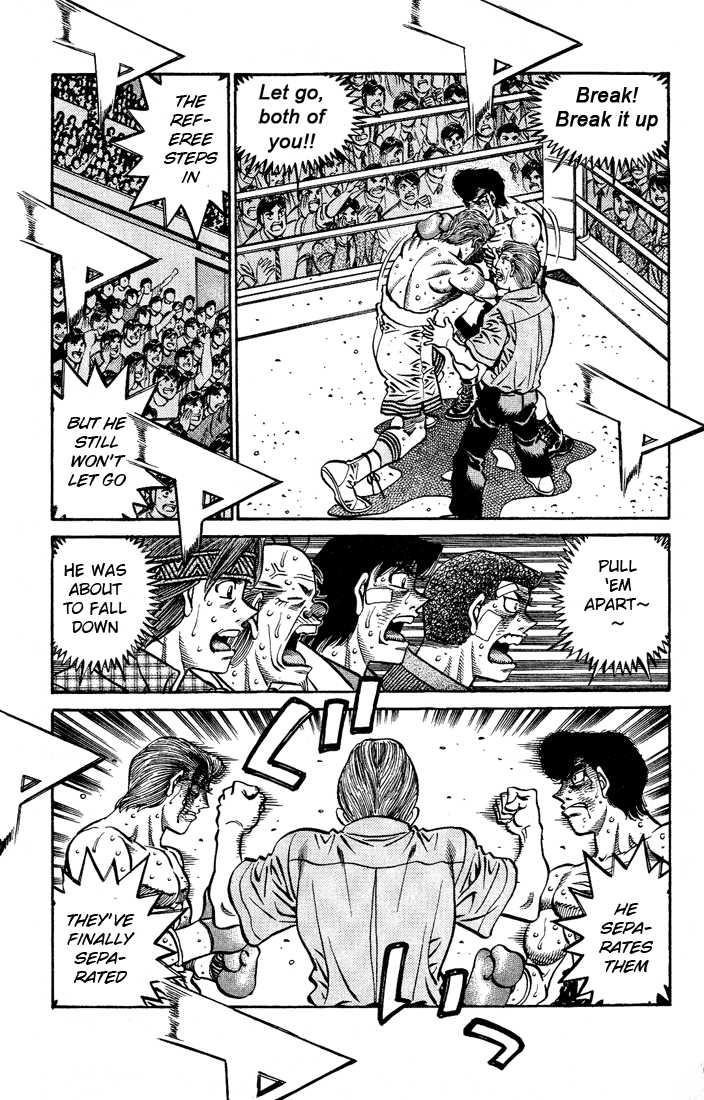 THE
REF-
EREE
STEPS
IN
Let go,
both of
you!!
Break!
Break it up
BUT HE
STILL
WON'T
LET GO
HE WAS
ABOUT
TO FALL
DOWN
PULL
'EM
APART~
~
THEY'VE
FINALLY
SEPA-
RATED
HE
SEPA-
RATES
THEM